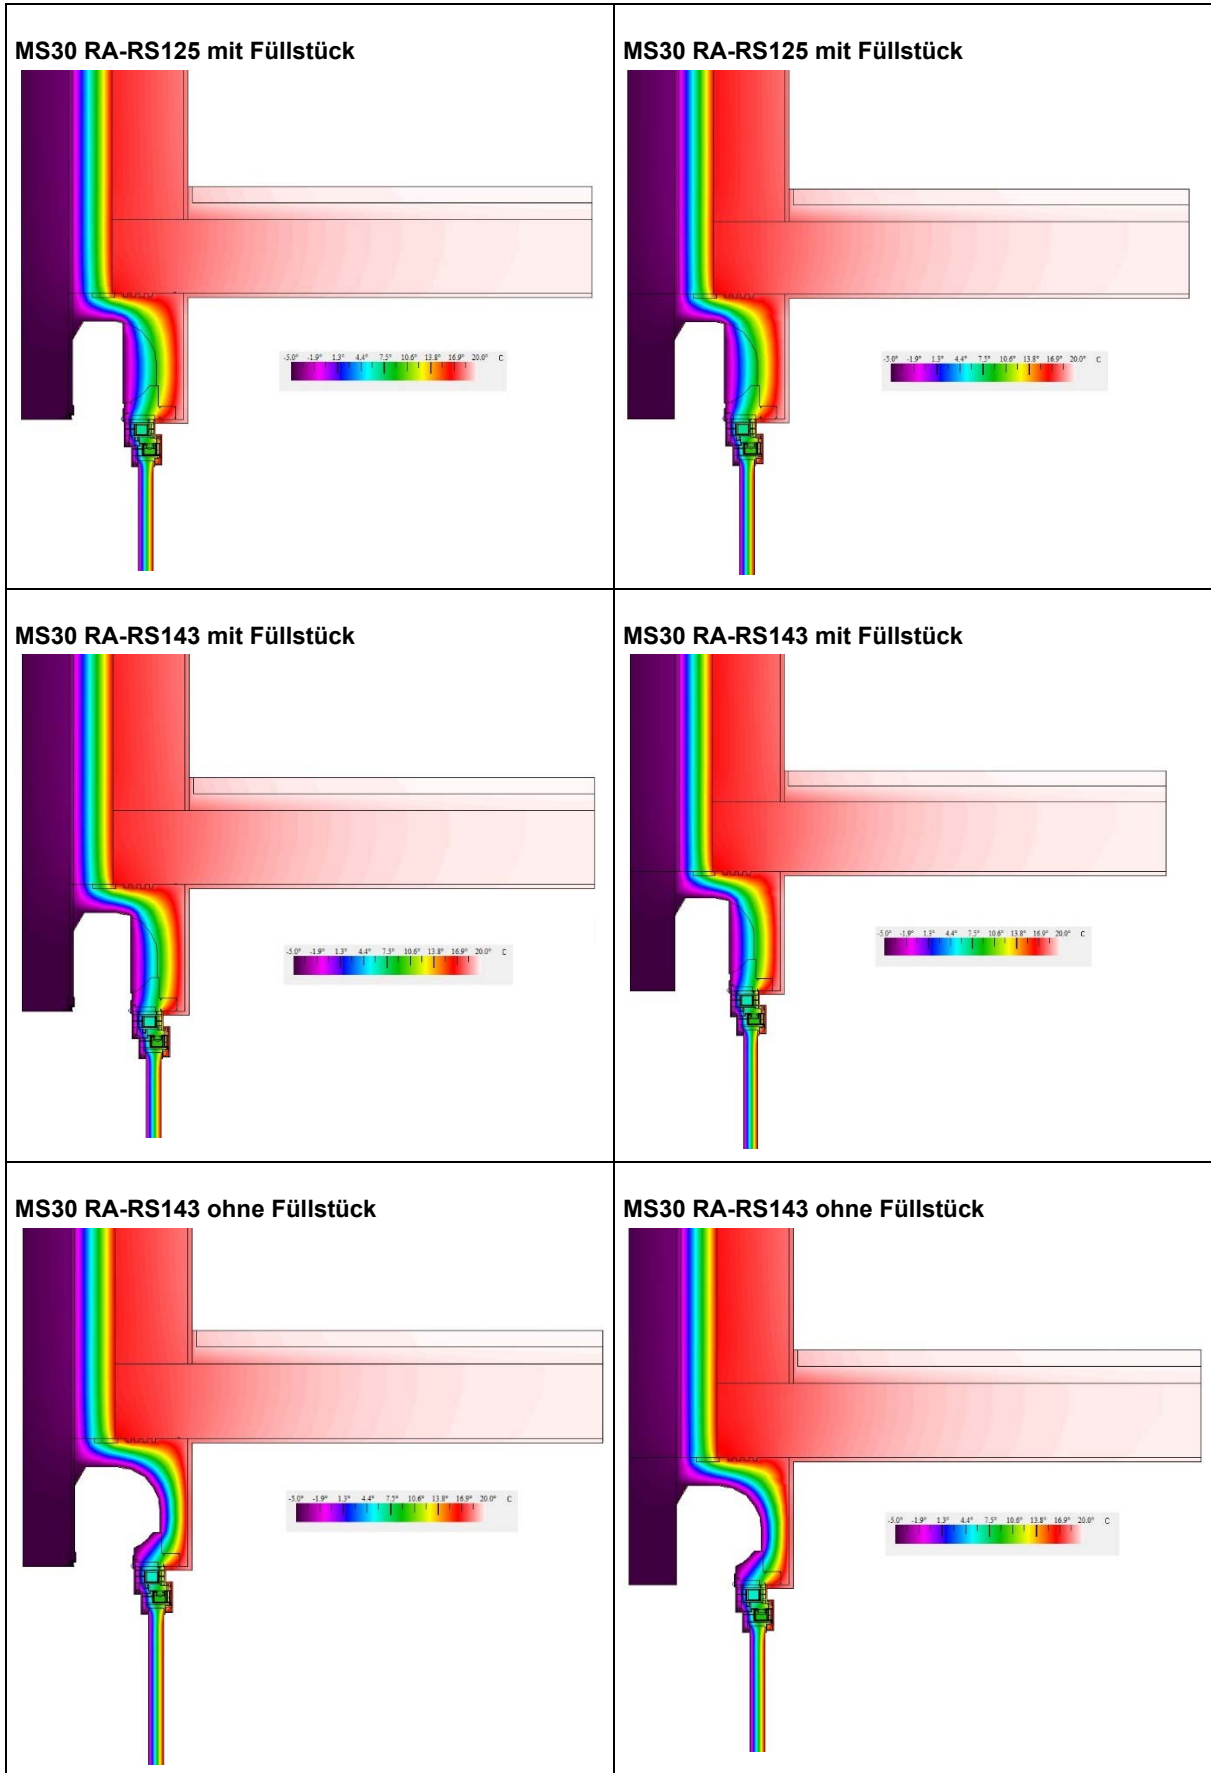 MS30 RA-RS125 mit Füllstück
MS30 RA-RS125 mit Füllstück
-5.0° -1.9° 1.3° 4.4° 7.5° 10.6° 13.8° 16.9° 20.0° C
-5.0° -1.9° 1.3° 4.4° 7.5° 10.6° 13.8° 16.9° 20.0° C
MS30 RA-RS143 mit Füllstück
MS30 RA-RS143 mit Füllstück
-5.0° -1.9° 1.3° 4.4° 7.5° 10.6° 13.8° 16.9° 20.0° C
-5.0° -1.9° 1.3° 4.4° 7.5° 10.6° 13.8° 16.9° 20.0° C
MS30 RA-RS143 ohne Füllstück
MS30 RA-RS143 ohne Füllstück
-5.0° -1.9° 1.3° 4.4° 7.5° 10.6° 13.8° 16.9° 20.0° C
-5.0° -1.9° 1.3° 4.4° 7.5° 10.6° 13.8° 16.9° 20.0° C